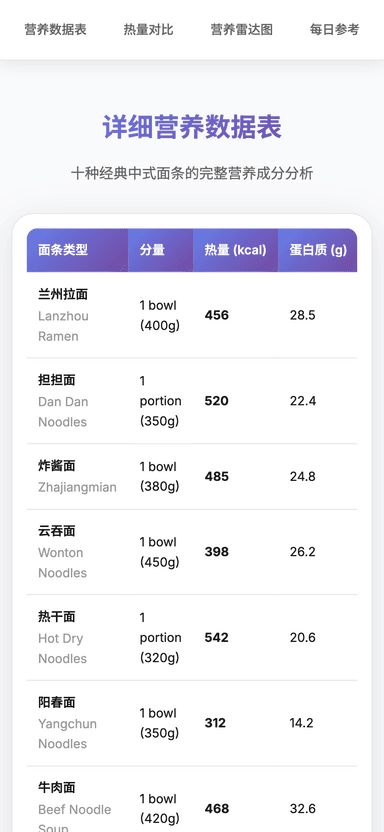 营养数据表 热量对比 营养雷达图 每日参考
详细营养数据表
十种经典中式面条的完整营养成分分析
面条类型 分量 热量 (kcal) 蛋白质 (g)
兰州拉面
Lanzhou
Ramen
1 bowl
(400g)
456
28.5
担担面
Dan Dan
Noodles
1
portion
(350g)
520
22.4
炸酱面
Zhajiangmian
1 bowl
(380g)
485
24.8
云吞面
Wonton
Noodles
1 bowl
(450g)
398
26.2
热干面
Hot Dry
Noodles
1
portion
(320g)
542
20.6
阳春面
Yangchun
Noodles
1 bowl
(350g)
312
14.2
牛肉面
Beef Noodle
Soup
1 bowl
(420g)
468
32.6